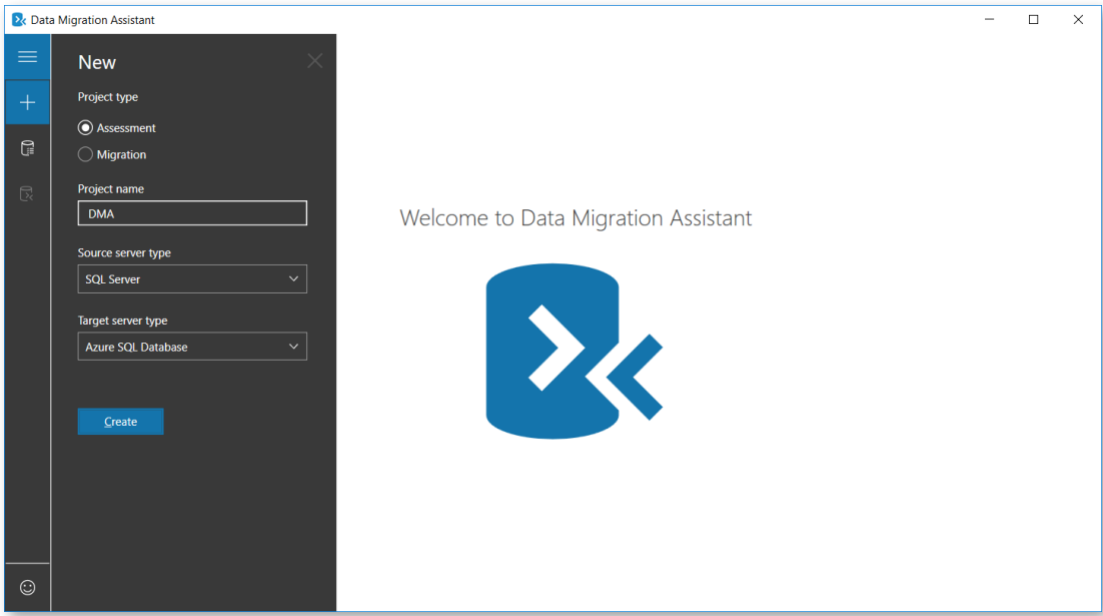 Data Migration Assistant
New
Project type
Assessment
Migration
Project name
DMA
Source server type
SQL Server
Target server type
Azure SQL Database
Create
Welcome to Data Migration Assistant